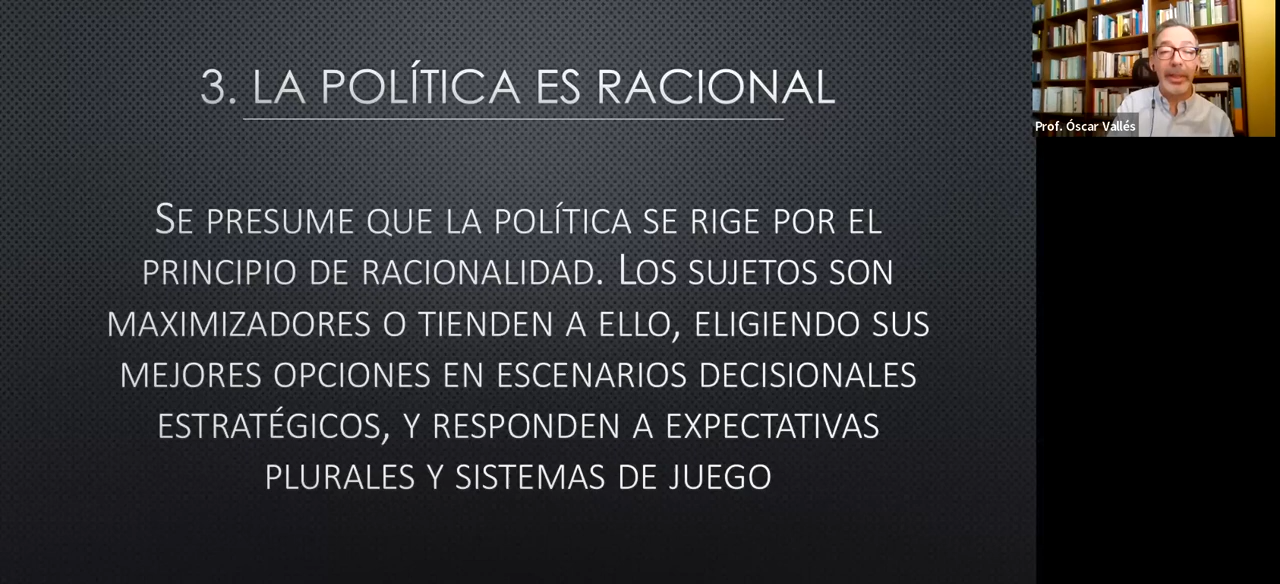 3. LA POLÍTICA ES RACIONAL
SE PRESUME QUE LA POLÍTICA SE RIGE POR EL
PRINCIPIO DE RACIONALIDAD. LOS SUJETOS SON
MAXIMIZADORES O TIENDEN A ELLO, ELIGIENDO SUS
MEJORES OPCIONES EN ESCENARIOS DECISIONALES
ESTRATÉGICOS, Y RESPONDEN A EXPECTATIVAS
PLURALES Y SISTEMAS DE JUEGO
Prof. Óscar Vallés